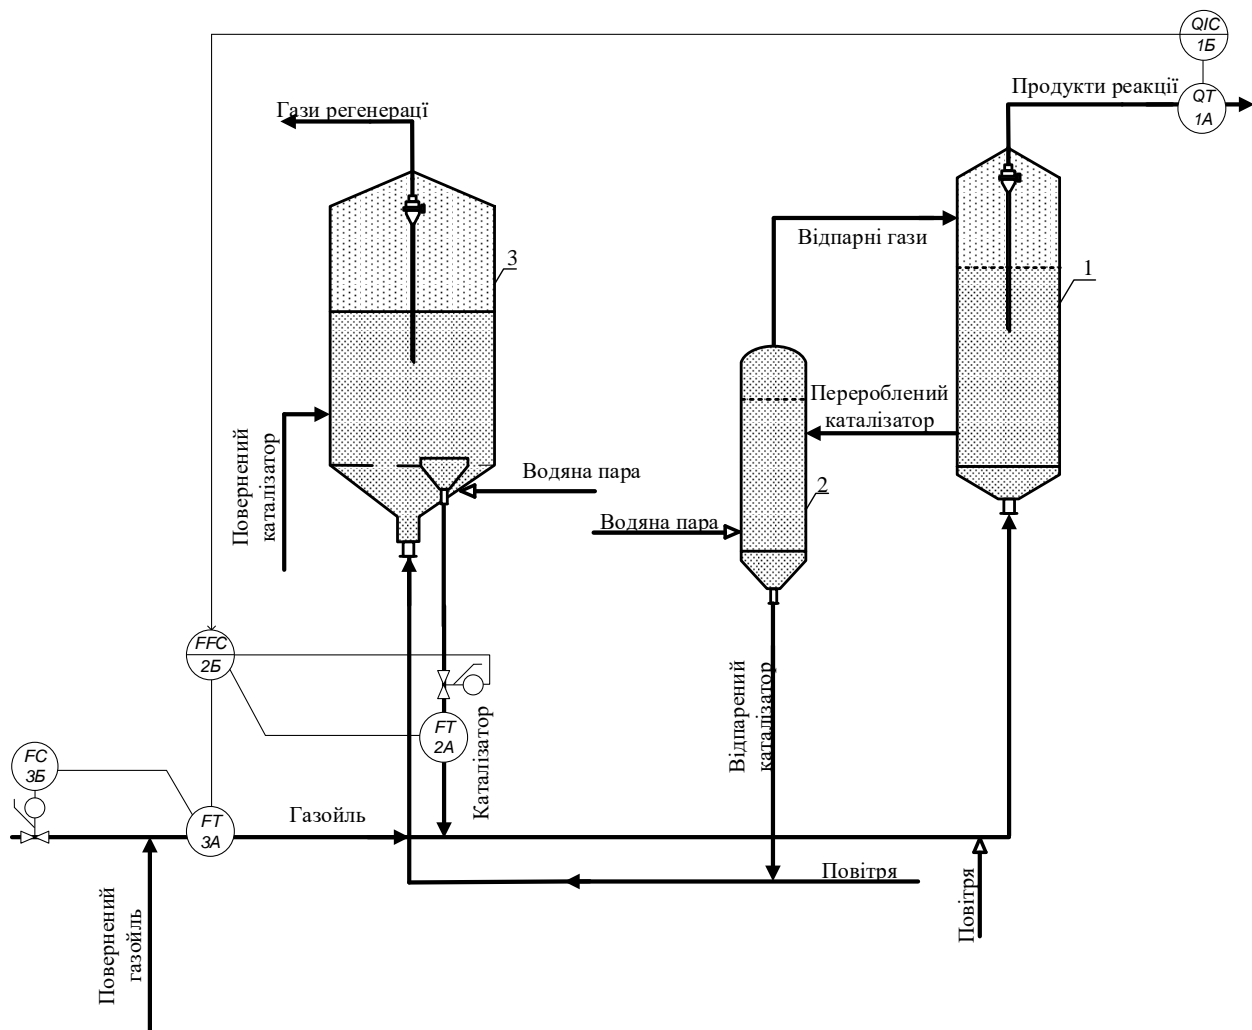 QIC
1Б
Продукти реакції
QT
1А
Гази регенераці
Відпарні гази
3
1
Перероблений
каталізатор
Повернений
каталізатор
Водяна пара
2
Водяна пара
FFC
2Б
Відпарений
каталізатор
FT
2А
Каталізатор
FC
3Б
Газойль
FT
3А
Повітря
Повернений
газойль
Повітря